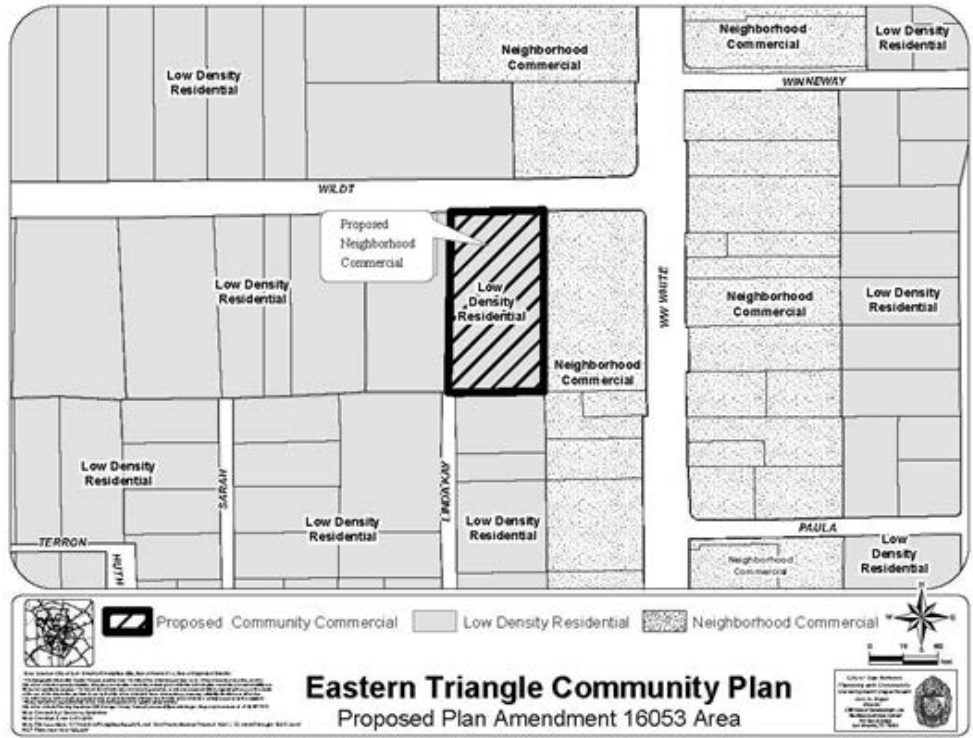 Neighborhood
Commercial
Neighborhood
Commercial
Low Density
Residential
Low Density
Residential
WINNEWAY
WILDT
Proposed
Neighborhood
Commercial
Low Density
Residential
Low
Density
Residential
WW WHITE
Neighborhood
Commercial
Low Density
Residential
Neighborhood
Commercial
Low Density
Residential
SARAH
LINDA KAY
Low Density
Residential
Low Density
Residential
PAULA
TERRON
RUTH
Neighborhood
Commercial
Low
Density
Residential
Proposed Community Commercial
Low Density Residential
Neighborhood Commercial
N
W
E
S
Eastern Triangle Community Plan
Proposed Plan Amendment 16053 Area